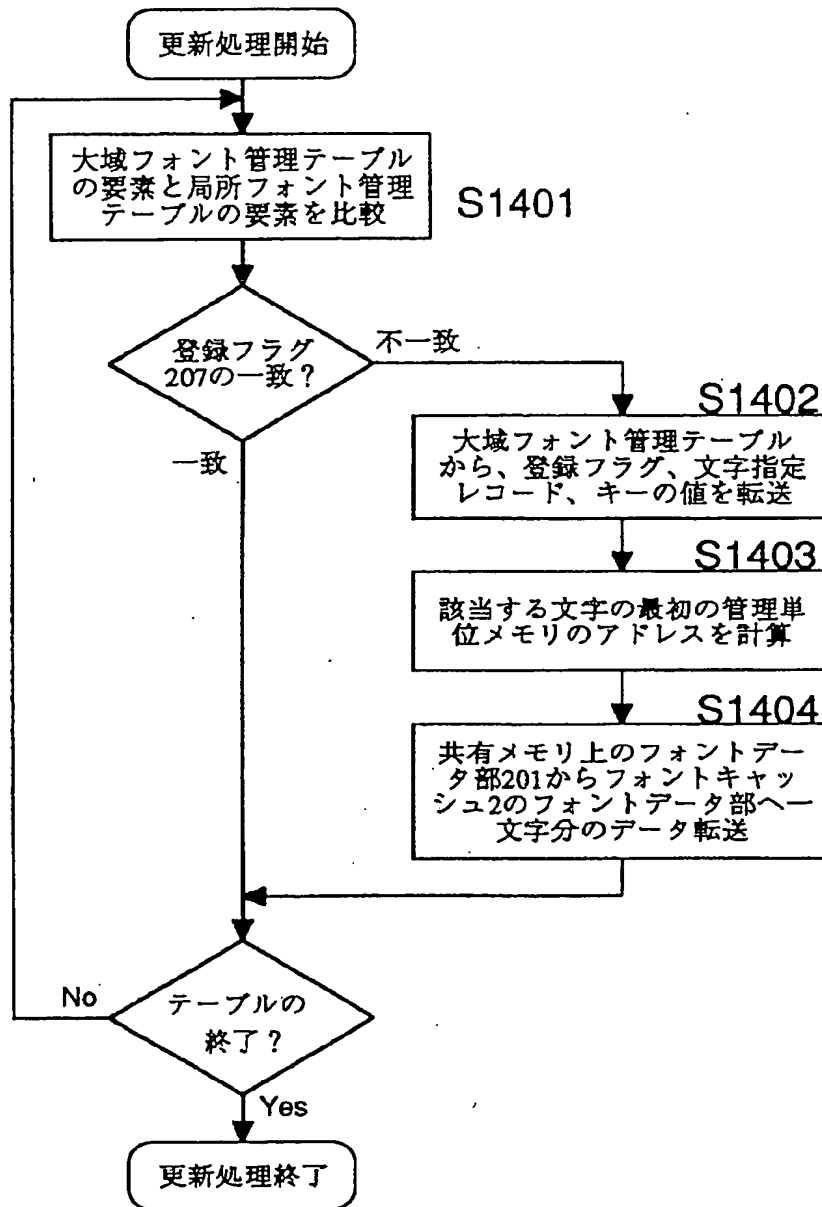 更新処理開始
大域フォント管理テーブル
の要素と局所フォント管理
テーブルの要素を比較
S1401
登録フラグ
207の一致?
不一致
一致
S1402
大域フォント管理テーブル
から、登録フラグ、文字指定
レコード、キーの値を転送
S1403
該当する文字の最初の管理単
位メモリのアドレスを計算
S1404
共有メモリ上のフォントデー
タ部201からフォントキャッ
シュ2のフォントデータ部へ一
文字分のデータ転送
テーブルの
終了?
No
Yes
更新処理終了